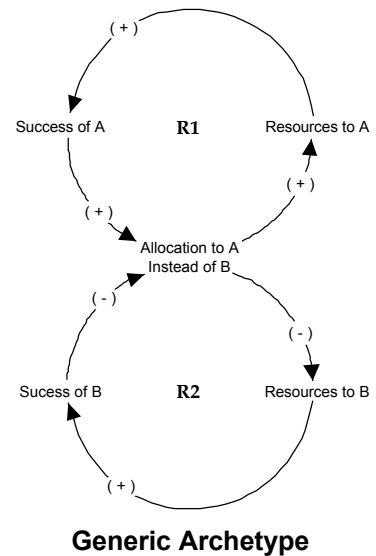 ( + )
Success of A
R1
Resources to A
( + )
( + )
Allocation to A
Instead of B
( - )
( - )
Sucess of B
R2
Resources to B
( + )
Generic Archetype